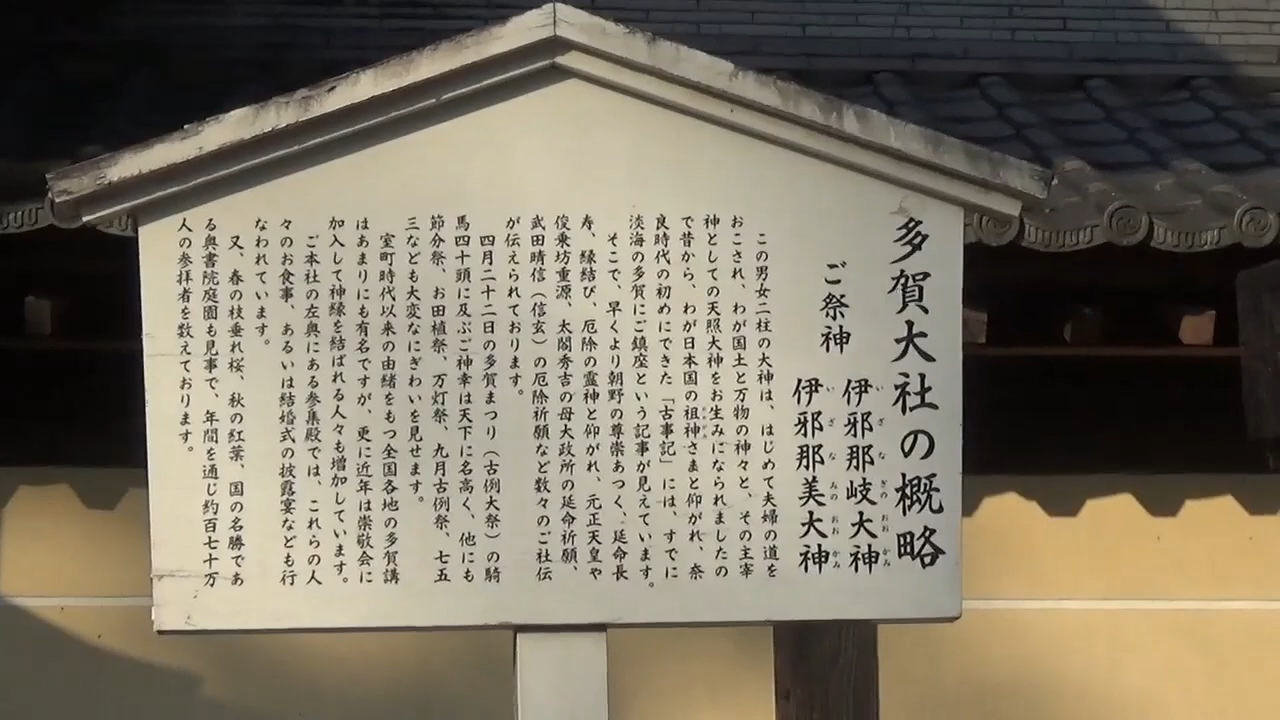 多賀大社の概略
ご祭神
伊邪那岐大神
いざなぎのおおかみ
伊邪那美大神
いざなみのおおかみ
この男女二柱の大神は、はじめて夫婦の道を
おこされ、わが国土と万物の神々と、その主宰
神としての天照大神をお生みになられましたの
で昔から、わが日本国の祖神さまと仰がれ、奈
良時代の初めにできた「古事記」には、すでに
淡海の多賀にご鎮座という記事が見えています。
そこで、早くより朝野の尊崇あつく、延命長
寿、縁結び、厄除の霊神と仰がれ、元正天皇や
俊乗坊重源、太閤秀吉の母大政所の延命祈願、
武田晴信（信玄）の厄除祈願など数々のご社伝
が伝えられております。
四月二十二日の多賀まつり（古例大祭）の騎
馬四十頭に及ぶご神幸は天下に名高く、他にも
節分祭、お田植祭、万灯祭、九月古例祭、七五
三なども大変なにぎわいを見せます。
室町時代以来の由緒をもつ全国各地の多賀講
はあまりにも有名ですが、更に近年は崇敬会に
加入して神縁を結ばれる人々も増加しています。
ご本社の左奥にある参集殿では、これらの人
々のお食事、あるいは結婚式の披露宴なども行
なわれています。
又、春の枝垂れ桜、秋の紅葉、国の名勝であ
る奥書院庭園も見事で、年間を通じ約百七十万
人の参拝者を数えております。